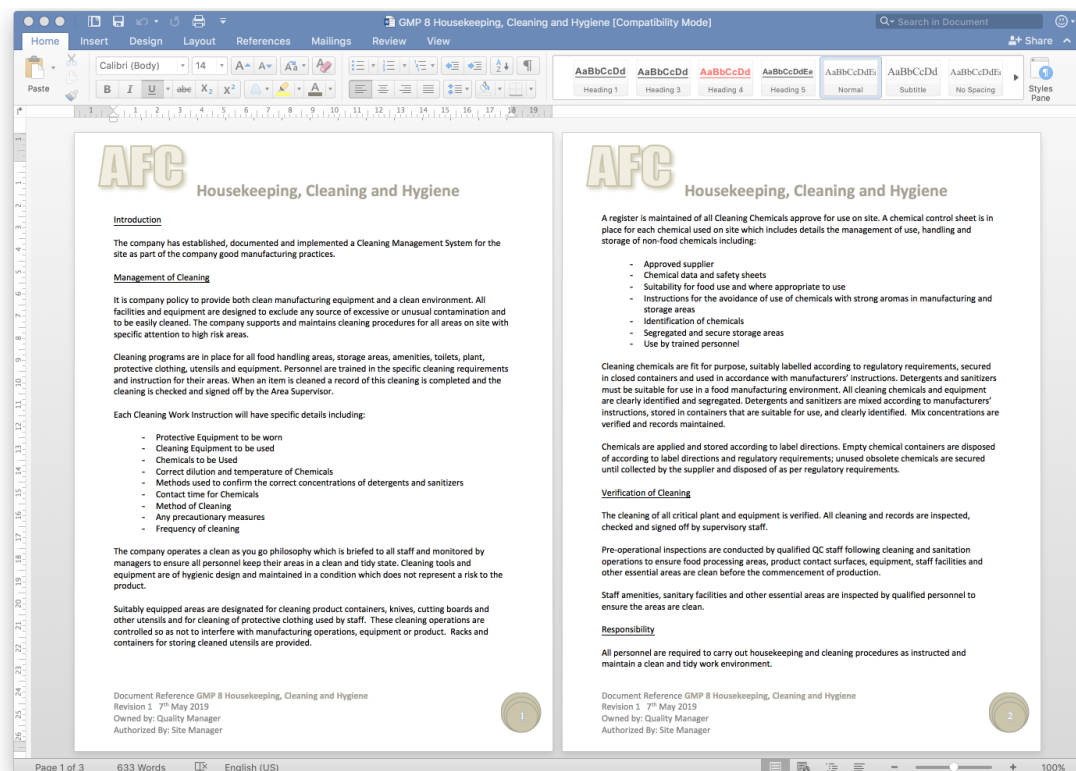 GMP 8 Housekeeping, Cleaning and Hygiene [Compatibility Mode]
Search in Document
Home Insert Design Layout References Mailings Review View
Share
Paste
Calibri (Body) 14
AaBbCcDd AaBbCcDd AaBbCcDd AaBbCcDdEe AaBbCcDdEe AaBbCcDd AaBbCcDdEe
Heading 1 Heading 3 Heading 4 Heading 5 Normal Subtitle No Spacing
Styles
Pane
AFC
Housekeeping, Cleaning and Hygiene
Introduction
The company has established, documented and implemented a Cleaning Management System for the
site as part of the company good manufacturing practices.
Management of Cleaning
It is company policy to provide both clean manufacturing equipment and a clean environment. All
facilities and equipment are designed to exclude any source of excessive or unusual contamination and
to be easily cleaned. The company supports and maintains cleaning procedures for all areas on site with
specific attention to high risk areas.
Cleaning programs are in place for all food handling areas, storage areas, amenities, toilets, plant,
protective clothing, utensils and equipment. Personnel are trained in the specific cleaning requirements
and instruction for their areas. When an item is cleaned a record of this cleaning is completed and the
cleaning is checked and signed off by the Area Supervisor.
Each Cleaning Work Instruction will have specific details including:
- Protective Equipment to be worn
- Cleaning Equipment to be used
- Chemicals to be Used
- Correct dilution and temperature of Chemicals
- Methods used to confirm the correct concentrations of detergents and sanitizers
- Contact time for Chemicals
- Method of Cleaning
- Any precautionary measures
- Frequency of cleaning
The company operates a clean as you go philosophy which is briefed to all staff and monitored by
managers to ensure all personnel keep their areas in a clean and tidy state. Cleaning tools and
equipment are of hygienic design and maintained in a condition which does not represent a risk to the
product.
Suitably equipped areas are designated for cleaning product containers, knives, cutting boards and
other utensils and for cleaning of protective clothing used by staff. These cleaning operations are
controlled so as not to interfere with manufacturing operations, equipment or product. Racks and
containers for storing cleaned utensils are provided.
Document Reference GMP 8 Housekeeping, Cleaning and Hygiene
Revision 1 7th May 2019
Owned by: Quality Manager
Authorized By: Site Manager
1
AFC
Housekeeping, Cleaning and Hygiene
A register is maintained of all Cleaning Chemicals approve for use on site. A chemical control sheet is in
place for each chemical used on site which includes details the management of use, handling and
storage of non-food chemicals including:
- Approved supplier
- Chemical data and safety sheets
- Suitability for food use and where appropriate to use
- Instructions for the avoidance of use of chemicals with strong aromas in manufacturing and
storage areas
- Identification of chemicals
- Segregated and secure storage areas
- Use by trained personnel
Cleaning chemicals are fit for purpose, suitably labelled according to regulatory requirements, secured
in closed containers and used in accordance with manufacturers' instructions. Detergents and sanitizers
must be suitable for use in a food manufacturing environment. All cleaning chemicals and equipment
are clearly identified and segregated. Detergents and sanitizers are mixed according to manufacturers'
instructions, stored in containers that are suitable for use, and clearly identified. Mix concentrations are
verified and records maintained.
Chemicals are applied and stored according to label directions. Empty chemical containers are disposed
of according to label directions and regulatory requirements; unused obsolete chemicals are secured
until collected by the supplier and disposed of as per regulatory requirements.
Verification of Cleaning
The cleaning of all critical plant and equipment is verified. All cleaning and records are inspected,
checked and signed off by supervisory staff.
Pre-operational inspections are conducted by qualified QC staff following cleaning and sanitation
operations to ensure food processing areas, product contact surfaces, equipment, staff facilities and
other essential areas are clean before the commencement of production.
Staff amenities, sanitary facilities and other essential areas are inspected by qualified personnel to
ensure the areas are clean.
Responsibility
All personnel are required to carry out housekeeping and cleaning procedures as instructed and
maintain a clean and tidy work environment.
Document Reference GMP 8 Housekeeping, Cleaning and Hygiene
Revision 1 7th May 2019
Owned by: Quality Manager
Authorized By: Site Manager
2
Page 1 of 3 633 Words English (US) 100%